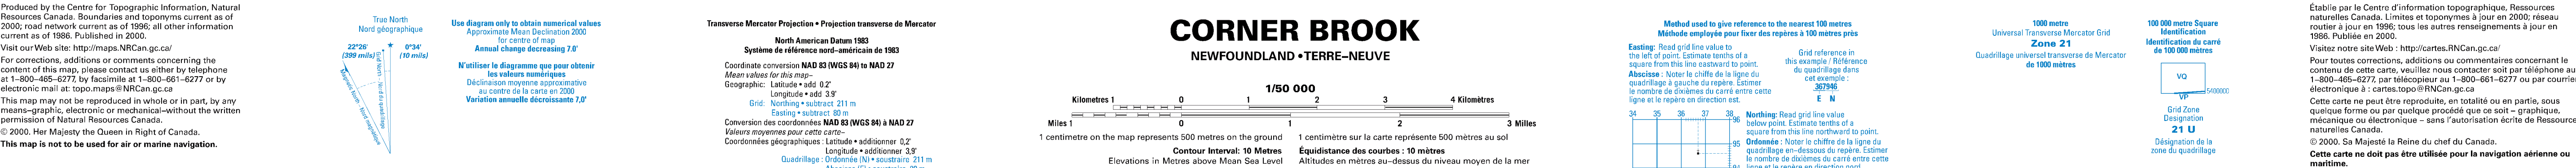 Produced by the Centre for Topographic Information, Natural
Resources Canada. Boundaries and toponyms current as of
2000; road network current as of 1996; all other information
current as of 1986. Published in 2000.
Visit our Web site: http://maps.NRCan.gc.ca/
For corrections, additions or comments concerning the
content of this map, please contact us either by telephone
at 1–800–465–6277, by facsimile at 1–800–661–6277 or by
electronic mail at: topo.maps@NRCan.gc.ca
This map may not be reproduced in whole or in part, by any
means–graphic, electronic or mechanical–without the written
permission of Natural Resources Canada.
© 2000. Her Majesty the Queen in Right of Canada.
This map is not to be used for air or marine navigation.
True North
Nord géographique
22°26'
(399 mils)
0°34'
(10 mils)
Magnetic North - Nord magnétique
Use diagram only to obtain numerical values
Approximate Mean Declination 2000
for centre of map
Annual change decreasing 7.0'
N'utiliser le diagramme que pour obtenir
les valeurs numériques
Déclinaison moyenne approximative
au centre de la carte en 2000
Variation annuelle décroissante 7,0'
Transverse Mercator Projection • Projection transverse de Mercator
North American Datum 1983
Système de référence nord–américain de 1983
Coordinate conversion NAD 83 (WGS 84) to NAD 27
Mean values for this map–
Geographic: Latitude • add 0.2"
Longitude • add 3.9"
Grid: Northing • subtract 211 m
Easting • subtract 80 m
Conversion des coordonnées NAD 83 (WGS 84) à NAD 27
Valeurs moyennes pour cette carte–
Coordonnées géographiques : Latitude • additionner 0,2"
Longitude • additionner 3,9"
Quadrillage : Ordonnée (N) • soustraire 211 m
CORNER BROOK
NEWFOUNDLAND • TERRE–NEUVE
1/50 000
Kilometres 1 0 1 2 3 4 Kilomètres
Miles 1 0 1 2 3 Milles
1 centimetre on the map represents 500 metres on the ground
1 centimètre sur la carte représente 500 mètres au sol
Contour Interval: 10 Metres
Équidistance des courbes : 10 mètres
Elevations in Metres above Mean Sea Level
Altitudes en mètres au–dessus du niveau moyen de la mer
Method used to give reference to the nearest 100 metres
Méthode employée pour fixer des repères à 100 mètres près
Easting: Read grid line value to
the left of point. Estimate tenths of a
square from this line eastward to point.
Abscisse : Noter le chiffre de la ligne du
quadrillage à gauche du repère. Estimer
le nombre de dixièmes du carré entre cette
ligne et le repère en direction est.
Grid reference in
this example / Référence
du quadrillage dans
cet exemple :
367946
E N
34 35 36 37 38
96
95
94
Northing: Read grid line value
below point. Estimate tenths of a
square from this line northward to point.
Ordonnée : Noter le chiffre de la ligne du
quadrillage en–dessous du repère. Estimer
le nombre de dixièmes du carré entre cette
ligne et le repère en direction nord.
1000 metre
Universal Transverse Mercator Grid
Zone 21
Quadrillage universel transverse de Mercator
de 1000 mètres
100 000 metre Square
Identification
Identification du carré
de 100 000 mètres
VQ
VP
5400000
Grid Zone
Designation
21 U
Désignation de la
zone du quadrillage
Établie par le Centre d'information topographique, Ressources
naturelles Canada. Limites et toponymes à jour en 2000; réseau
routier à jour en 1996; tous les autres renseignements à jour en
1986. Publiée en 2000.
Visitez notre site Web : http://cartes.NRCan.gc.ca/
Pour toutes corrections, additions ou commentaires concernant le
contenu de cette carte, veuillez nous contacter soit par téléphone au
1–800–465–6277, par télécopieur au 1–800–661–6277 ou par courrie
électronique à : cartes.topo@NRCan.gc.ca
Cette carte ne peut être reproduite, en totalité ou en partie, sous
quelque forme ou par quelque procédé que ce soit – graphique,
mécanique ou électronique – sans l'autorisation écrite de Ressource
naturelles Canada.
© 2000. Sa Majesté la Reine du chef du Canada.
Cette carte ne doit pas être utilisée pour la navigation aérienne ou
maritime.